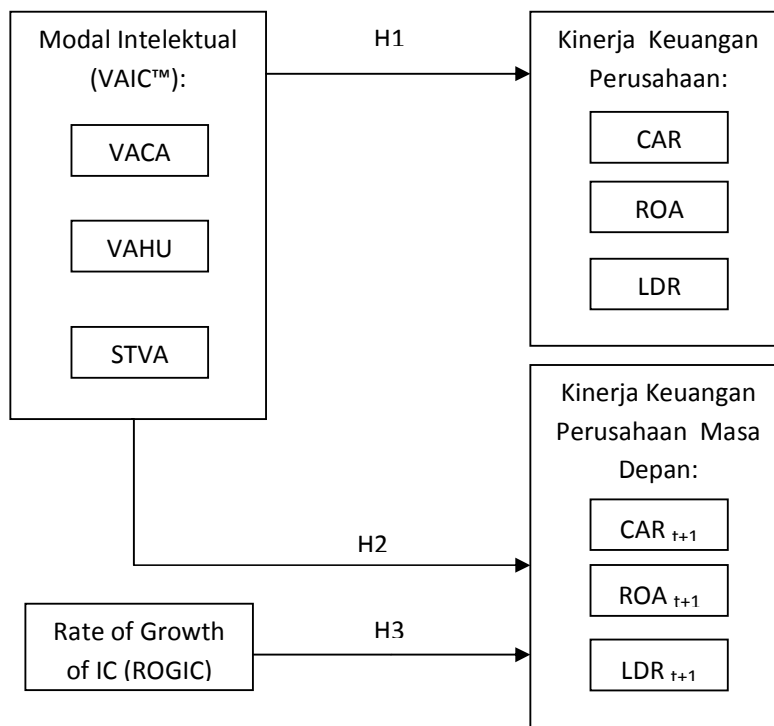 Modal Intelektual
(VAIC™):
VACA
VAHU
STVA
H1
Kinerja Keuangan
Perusahaan:
CAR
ROA
LDR
Kinerja Keuangan
Perusahaan Masa
Depan:
CAR t+1
ROA t+1
LDR t+1
H2
Rate of Growth
of IC (ROGIC)
H3